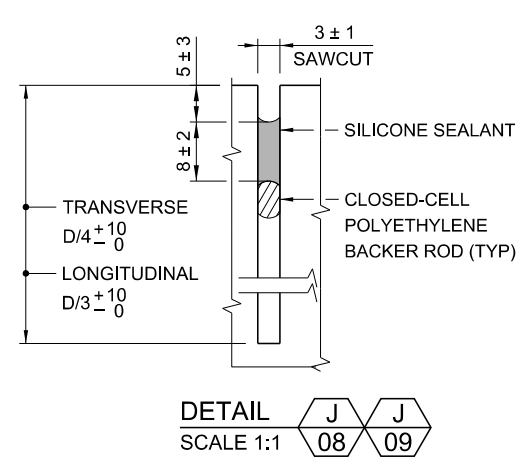 3 ± 1
SAWCUT
5 ± 3
8 ± 2
SILICONE SEALANT
CLOSED-CELL
POLYETHYLENE
BACKER ROD (TYP)
TRANSVERSE
D/4 +10 - 0
LONGITUDINAL
D/3 +10 - 0
DETAIL J J
SCALE 1:1 08 09